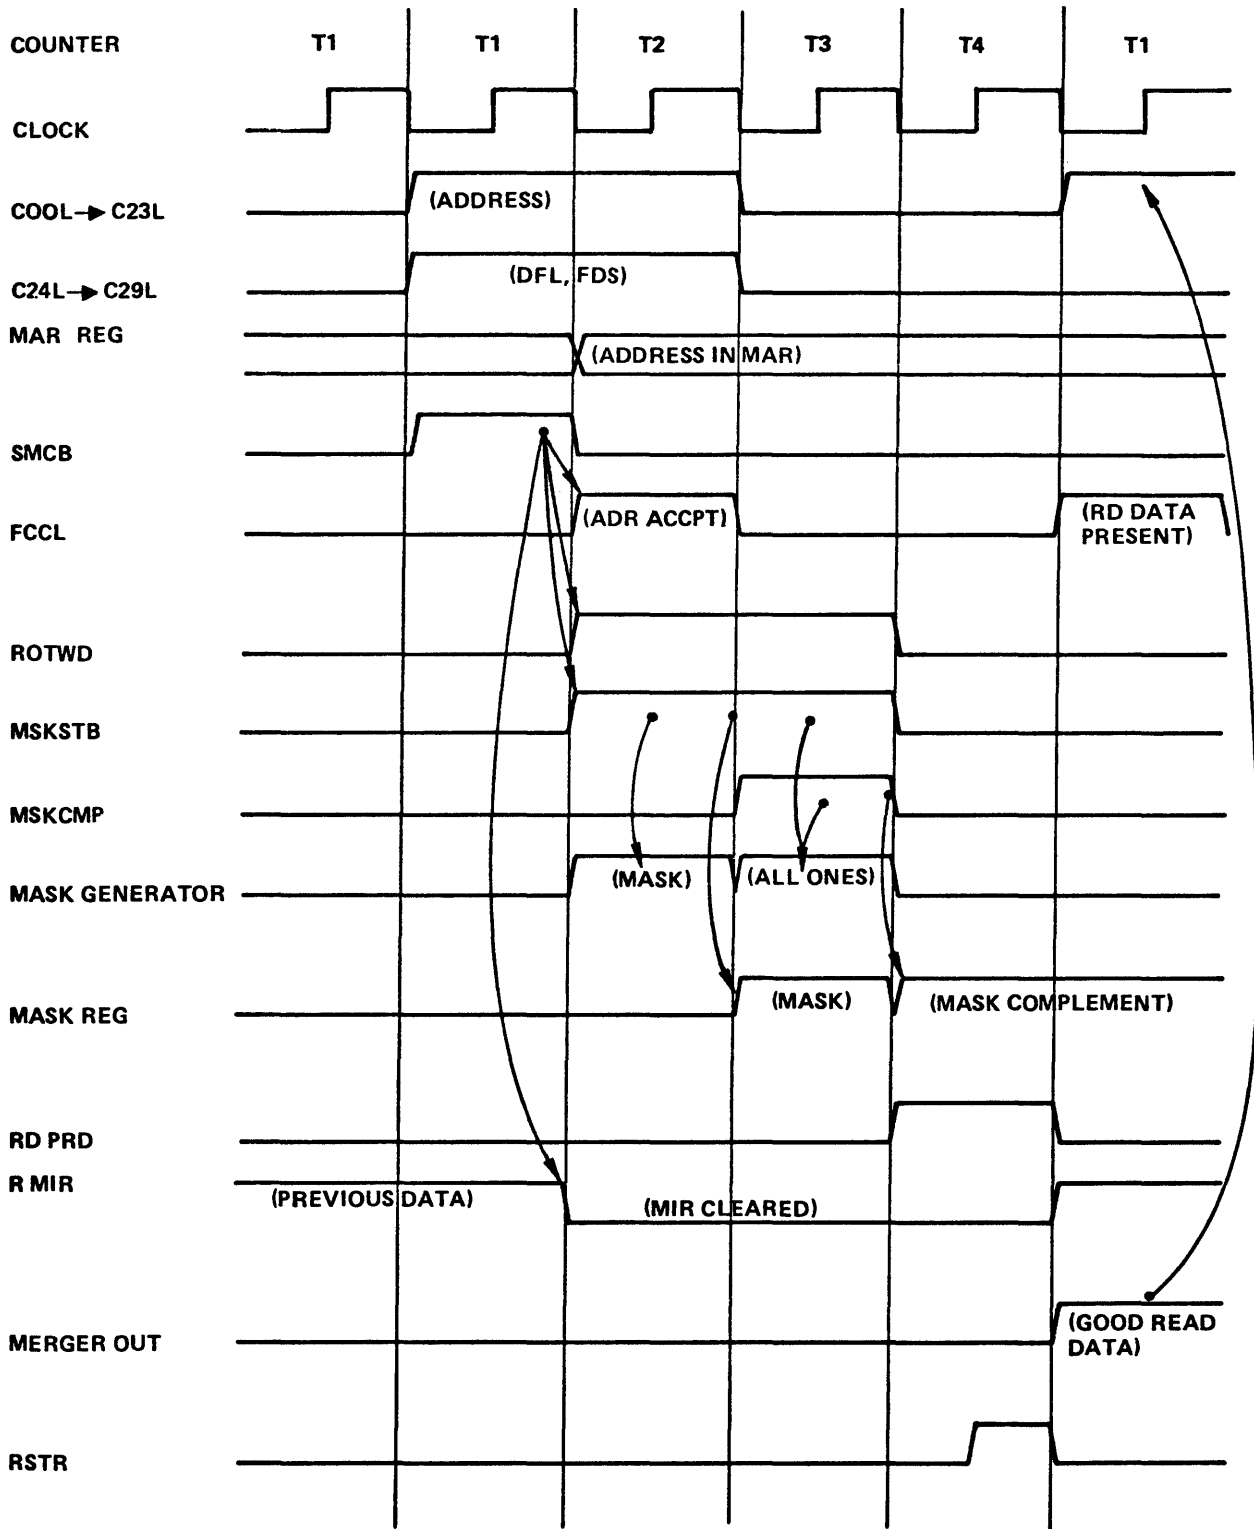 COUNTER T1 T1 T2 T3 T4 T1
CLOCK
COOL→ C23L (ADDRESS)
C24L→ C29L (DFL, FDS)
MAR REG (ADDRESS IN MAR)
SMCB
FCCL (ADR ACCPT) (RD DATA
PRESENT)
ROTWD
MSKSTB
MSKCMP
MASK GENERATOR (MASK) (ALL ONES)
MASK REG (MASK) (MASK COMPLEMENT)
RD PRD
R MIR (PREVIOUS DATA) (MIR CLEARED)
MERGER OUT (GOOD READ
DATA)
RSTR